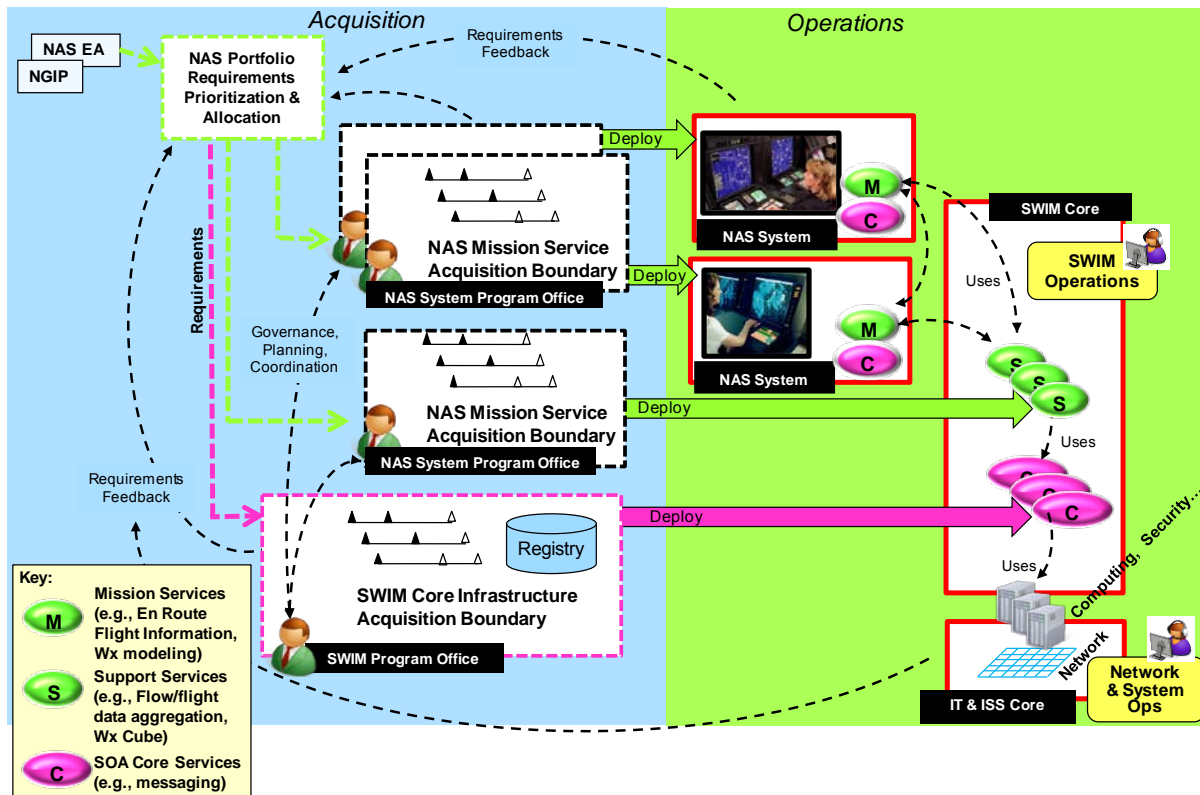 Acquisition
Operations
NAS EA
NGIP
NAS Portfolio
Requirements
Prioritization &
Allocation
Requirements
Feedback
Deploy
M
C
NAS System
SWIM Core
SWIM
Operations
Uses
Requirements
NAS Mission Service
Acquisition Boundary
NAS System Program Office
Deploy
M
C
NAS System
Governance,
Planning,
Coordination
S
S
S
NAS Mission Service
Acquisition Boundary
NAS System Program Office
Deploy
Uses
Requirements
Feedback
C
C
C
Deploy
Registry
SWIM Core Infrastructure
Acquisition Boundary
SWIM Program Office
Uses
Computing, Security...
Network
IT & ISS Core
Network
& System
Ops
Key:
M
Mission Services
(e.g., En Route
Flight Information,
Wx modeling)
S
Support Services
(e.g., Flow/flight
data aggregation,
Wx Cube)
C
SOA Core Services
(e.g., messaging)